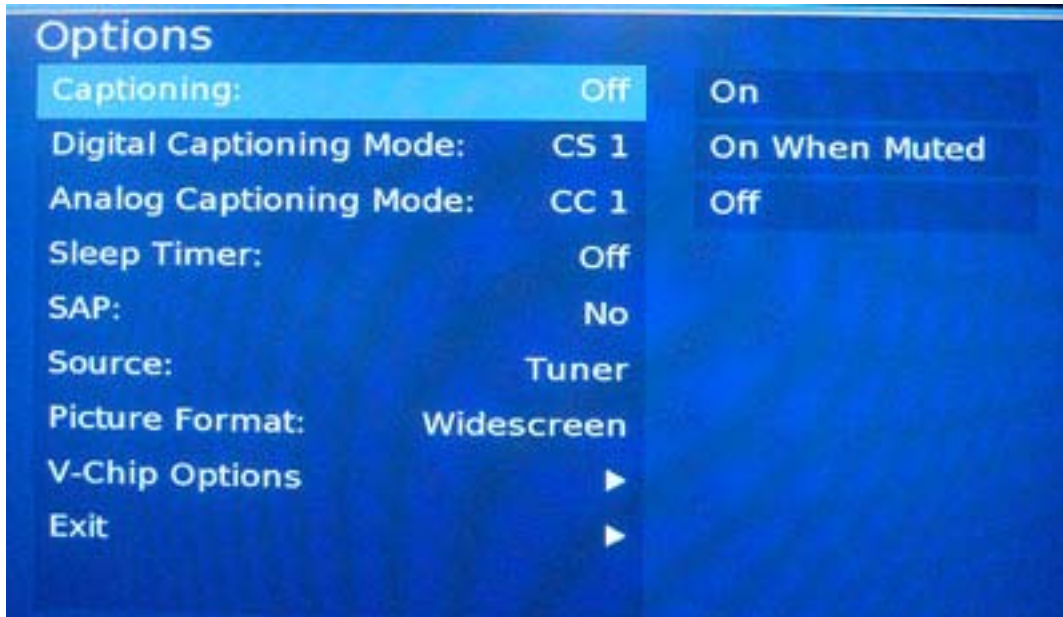 Options
Captioning: Off
On
Digital Captioning Mode: CS 1
On When Muted
Analog Captioning Mode: CC 1
Off
Sleep Timer: Off
SAP: No
Source: Tuner
Picture Format: Widescreen
V-Chip Options ▶
Exit ▶